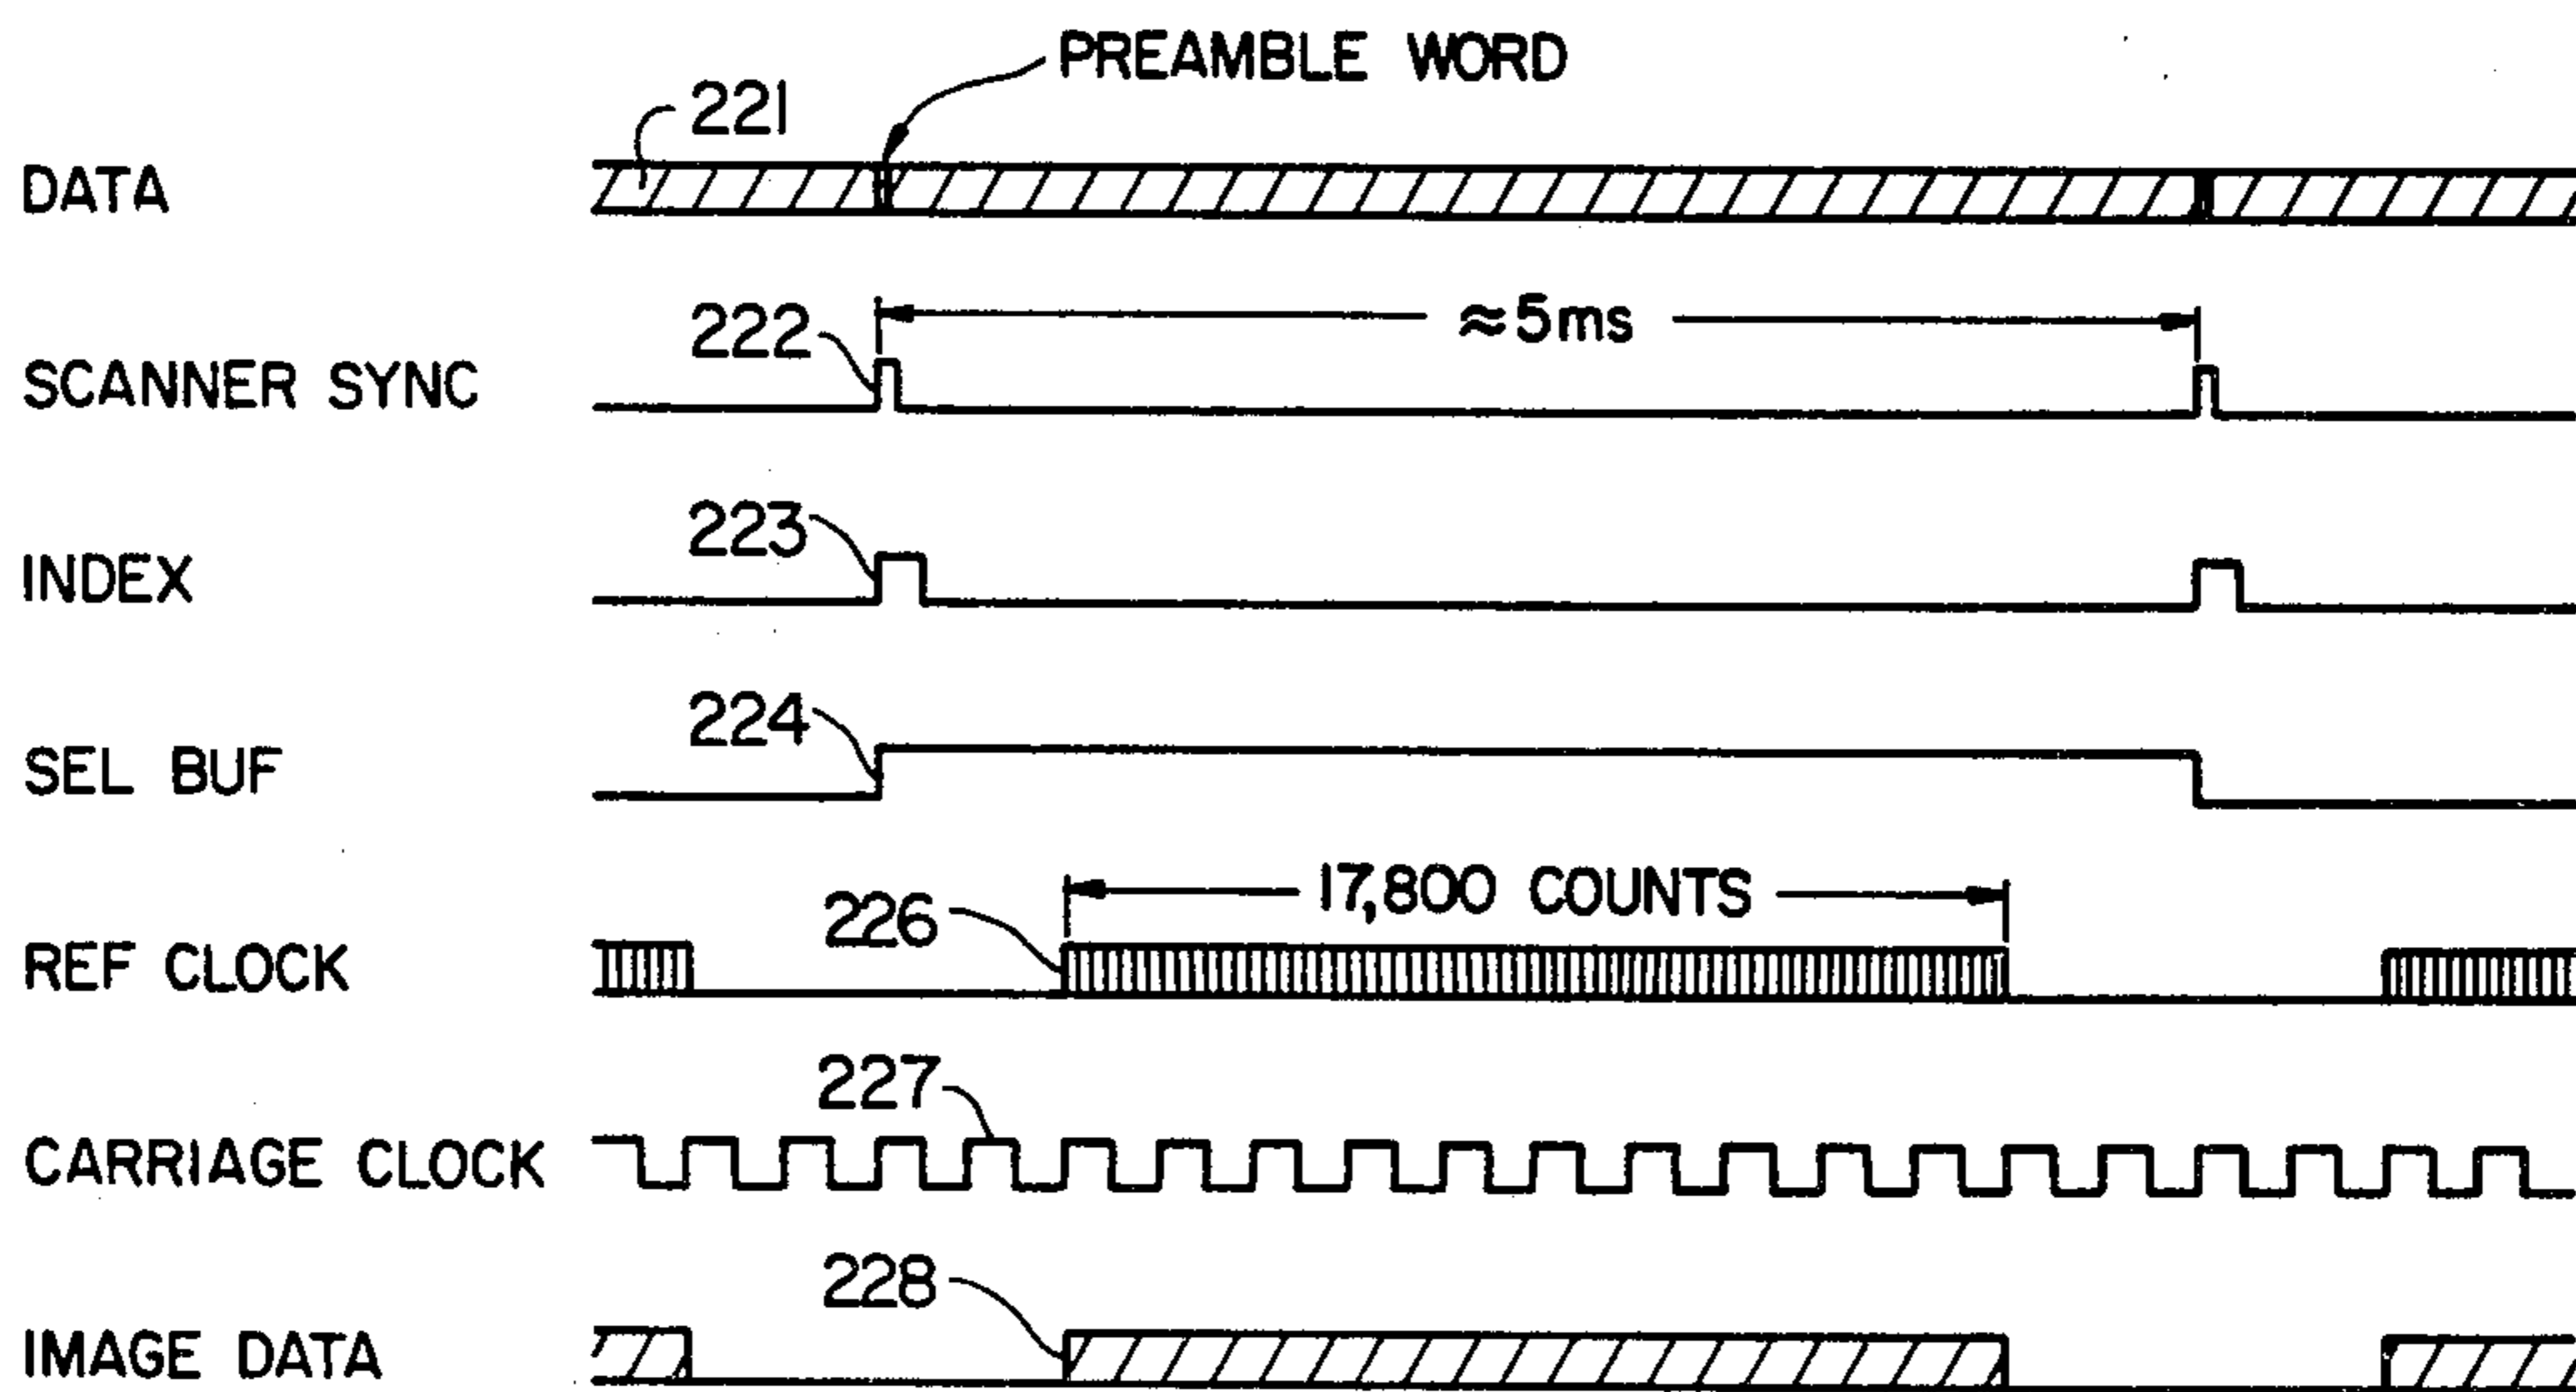 PREAMBLE WORD
221
DATA
222
≈5ms
SCANNER SYNC
223
INDEX
224
SEL BUF
17,800 COUNTS
226
REF CLOCK
227
CARRIAGE CLOCK
228
IMAGE DATA